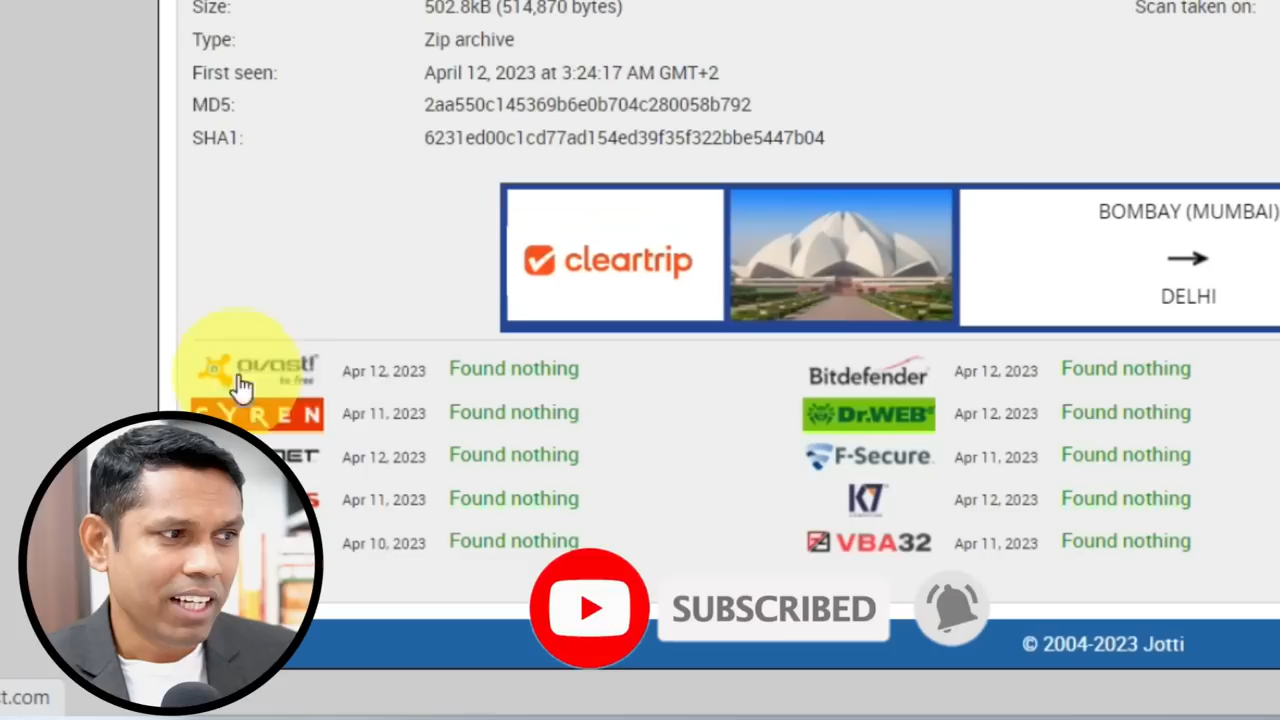 Size: 502.8kB (514,870 bytes) Scan taken on:
Type: Zip archive
First seen: April 12, 2023 at 3:24:17 AM GMT+2
MD5: 2aa550c145369b6e0b704c280058b792
SHA1: 6231ed00c1cd77ad154ed39f35f322bbe5447b04
BOMBAY (MUMBAI)
cleartrip
DELHI
avast! Apr 12, 2023 Found nothing Bitdefender Apr 12, 2023 Found nothing
CYREN Apr 11, 2023 Found nothing Dr.WEB Apr 12, 2023 Found nothing
Apr 12, 2023 Found nothing F-Secure. Apr 11, 2023 Found nothing
Apr 11, 2023 Found nothing K7 Apr 12, 2023 Found nothing
Apr 10, 2023 Found nothing VBA32 Apr 11, 2023 Found nothing
SUBSCRIBED
© 2004-2023 Jotti
st.com